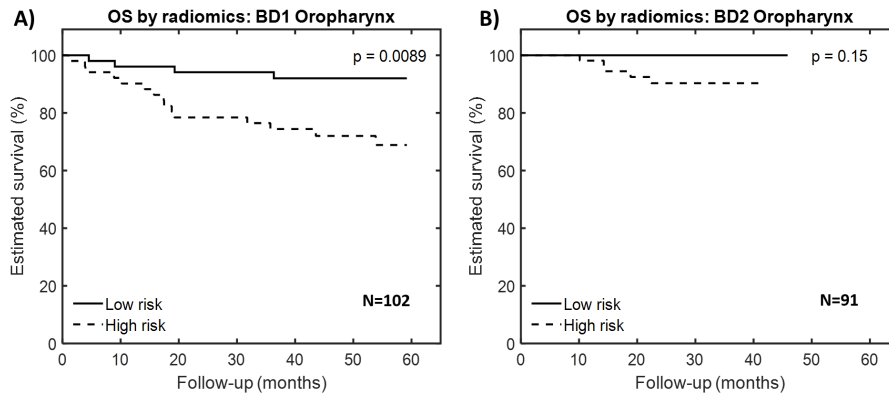 A)
OS by radiomics: BD1 Oropharynx
p = 0.0089
100
80
60
40
20
0
Estimated survival (%)
Low risk
High risk
N=102
0 10 20 30 40 50 60
Follow-up (months)
B)
OS by radiomics: BD2 Oropharynx
p = 0.15
100
80
60
40
20
0
Estimated survival (%)
Low risk
High risk
N=91
0 10 20 30 40 50 60
Follow-up (months)